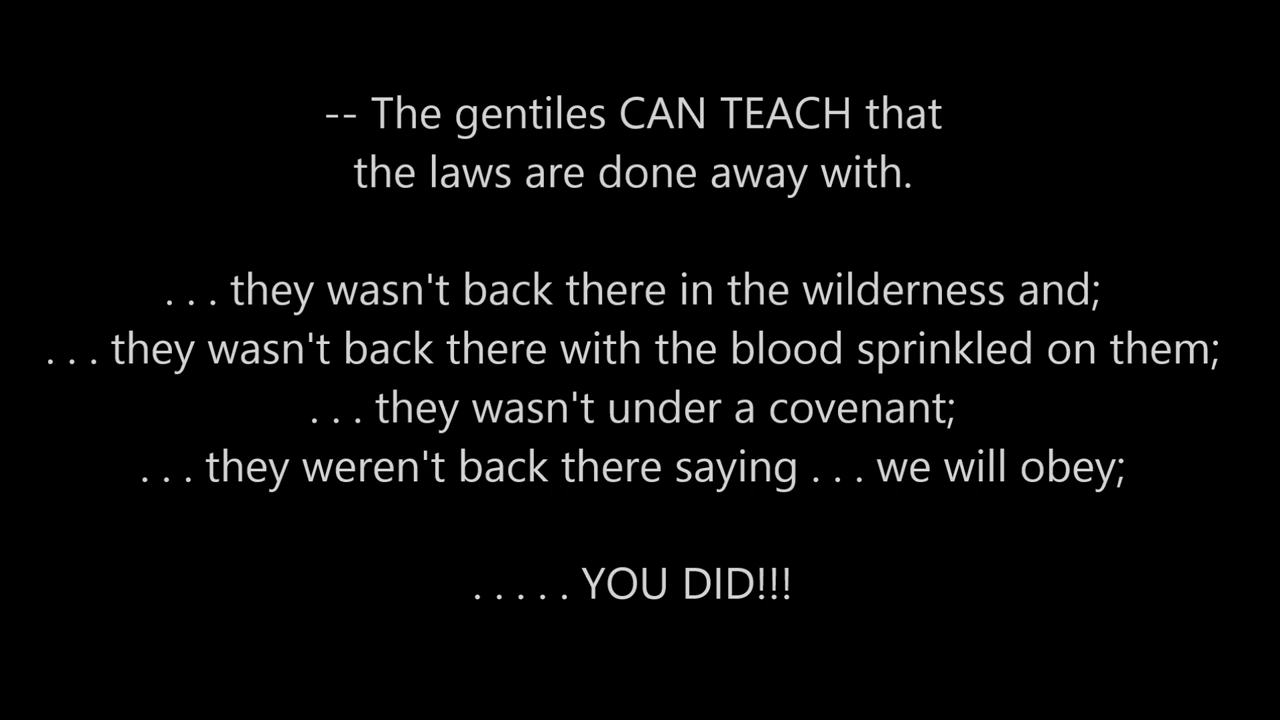 -- The gentiles CAN TEACH that
the laws are done away with.
. . . they wasn't back there in the wilderness and;
. . . they wasn't back there with the blood sprinkled on them;
. . . they wasn't under a covenant;
. . . they weren't back there saying . . . we will obey;
. . . . . YOU DID!!!